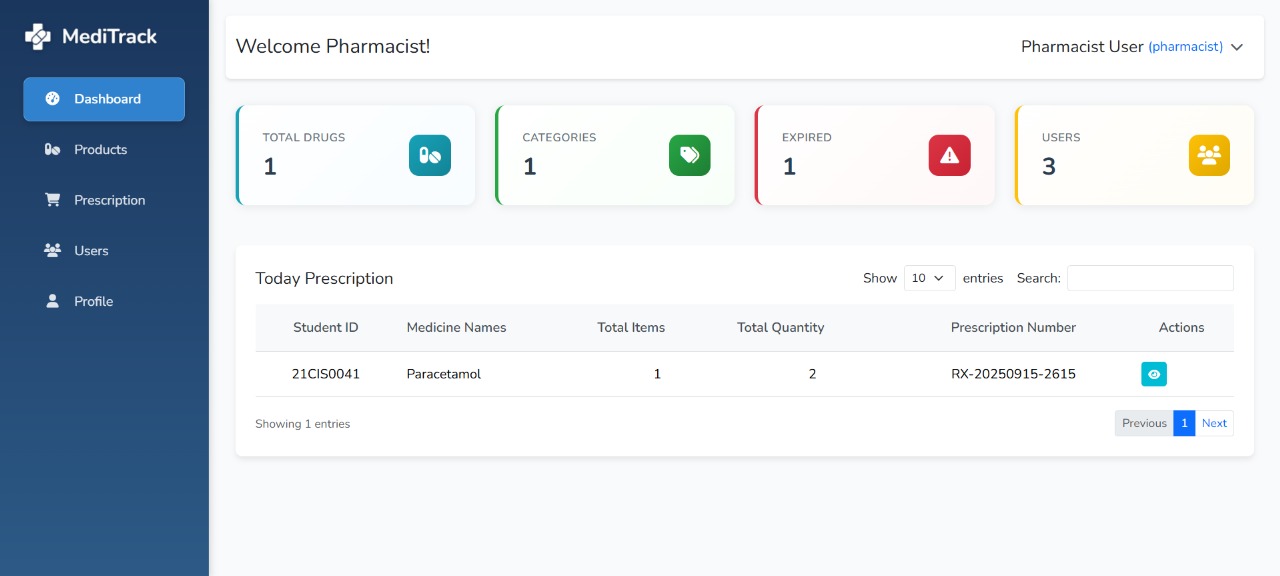 MediTrack
Dashboard
Products
Prescription
Users
Profile
Welcome Pharmacist!
Pharmacist User (pharmacist)
TOTAL DRUGS
1
CATEGORIES
1
EXPIRED
1
USERS
3
Today Prescription
Show 10 entries Search:
Student ID Medicine Names Total Items Total Quantity Prescription Number Actions
21CIS0041 Paracetamol 1 2 RX-20250915-2615
Showing 1 entries
Previous 1 Next